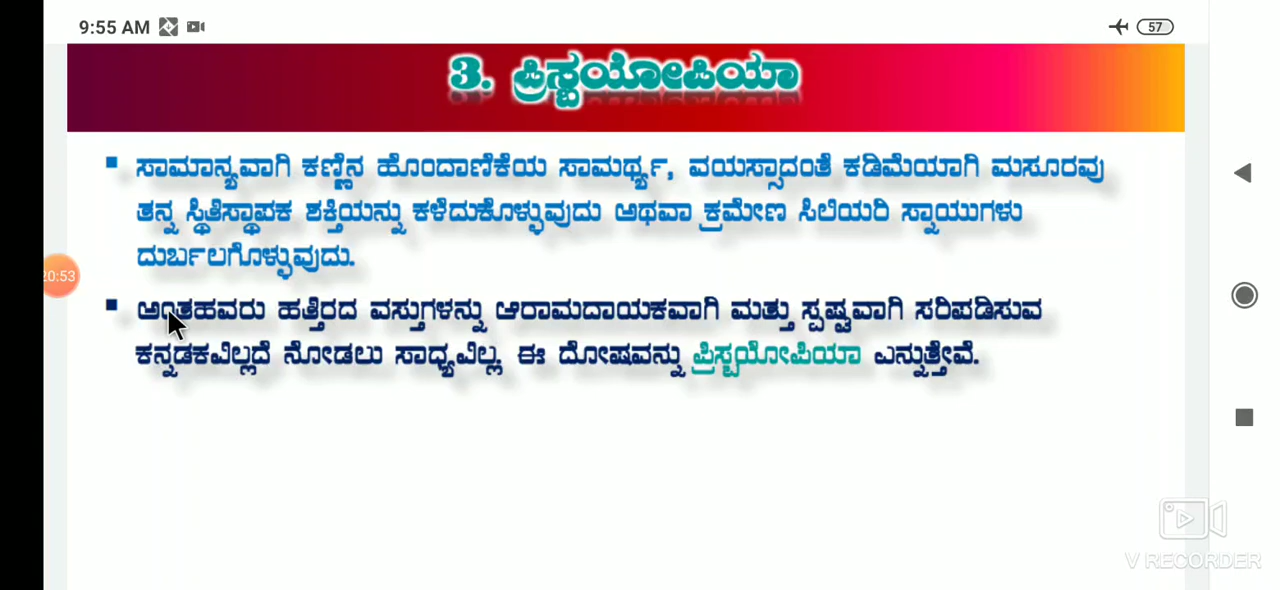 9:55 AM
57
3. ಪ್ರಿಸ್ಬಯೋಪಿಯಾ
ಸಾಮಾನ್ಯವಾಗಿ ಕಣ್ಣಿನ ಹೊಂದಾಣಿಕೆಯ ಸಾಮರ್ಥ್ಯ, ವಯಸ್ಸಾದಂತೆ ಕಡಿಮೆಯಾಗಿ ಮಸೂರವು
ತನ್ನ ಸ್ಥಿತಿಸ್ಥಾಪಕ ಶಕ್ತಿಯನ್ನು ಕಳೆದುಕೊಳ್ಳುವುದು ಅಥವಾ ಕ್ರಮೇಣ ಸಿಲಿಯರಿ ಸ್ನಾಯುಗಳು
ದುರ್ಬಲಗೊಳ್ಳುವುದು.
20:53
ಅಂತಹವರು ಹತ್ತಿರದ ವಸ್ತುಗಳನ್ನು ಆರಾಮದಾಯಕವಾಗಿ ಮತ್ತು ಸ್ಪಷ್ಟವಾಗಿ ಸರಿಪಡಿಸುವ
ಕನ್ನಡಕವಿಲ್ಲದೆ ನೋಡಲು ಸಾಧ್ಯವಿಲ್ಲ. ಈ ದೋಷವನ್ನು ಪ್ರಿಸ್ಬಯೋಪಿಯಾ ಎನ್ನುತ್ತೇವೆ.
V RECORDER